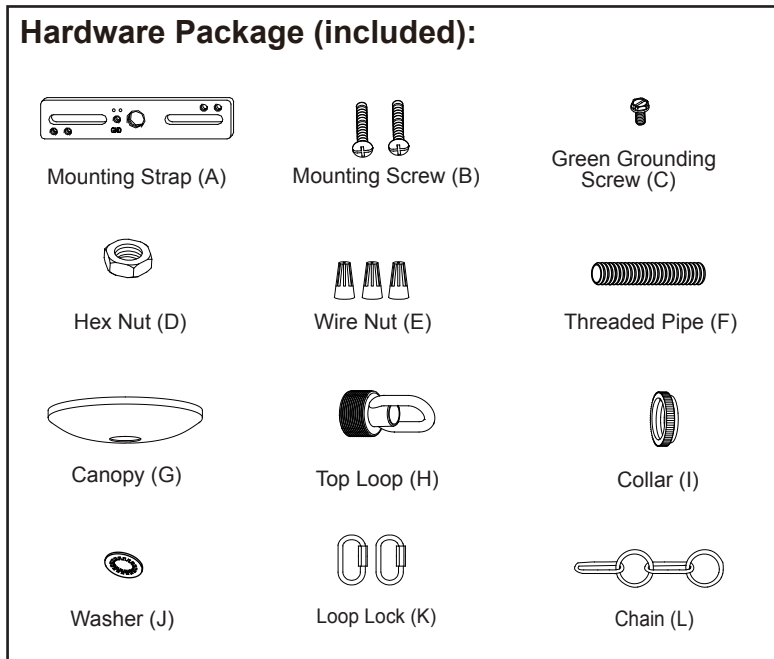 Hardware Package (included):
GND
Mounting Strap (A)
Mounting Screw (B)
Green Grounding
Screw (C)
Hex Nut (D)
Wire Nut (E)
Threaded Pipe (F)
Canopy (G)
Top Loop (H)
Collar (I)
Washer (J)
Loop Lock (K)
Chain (L)